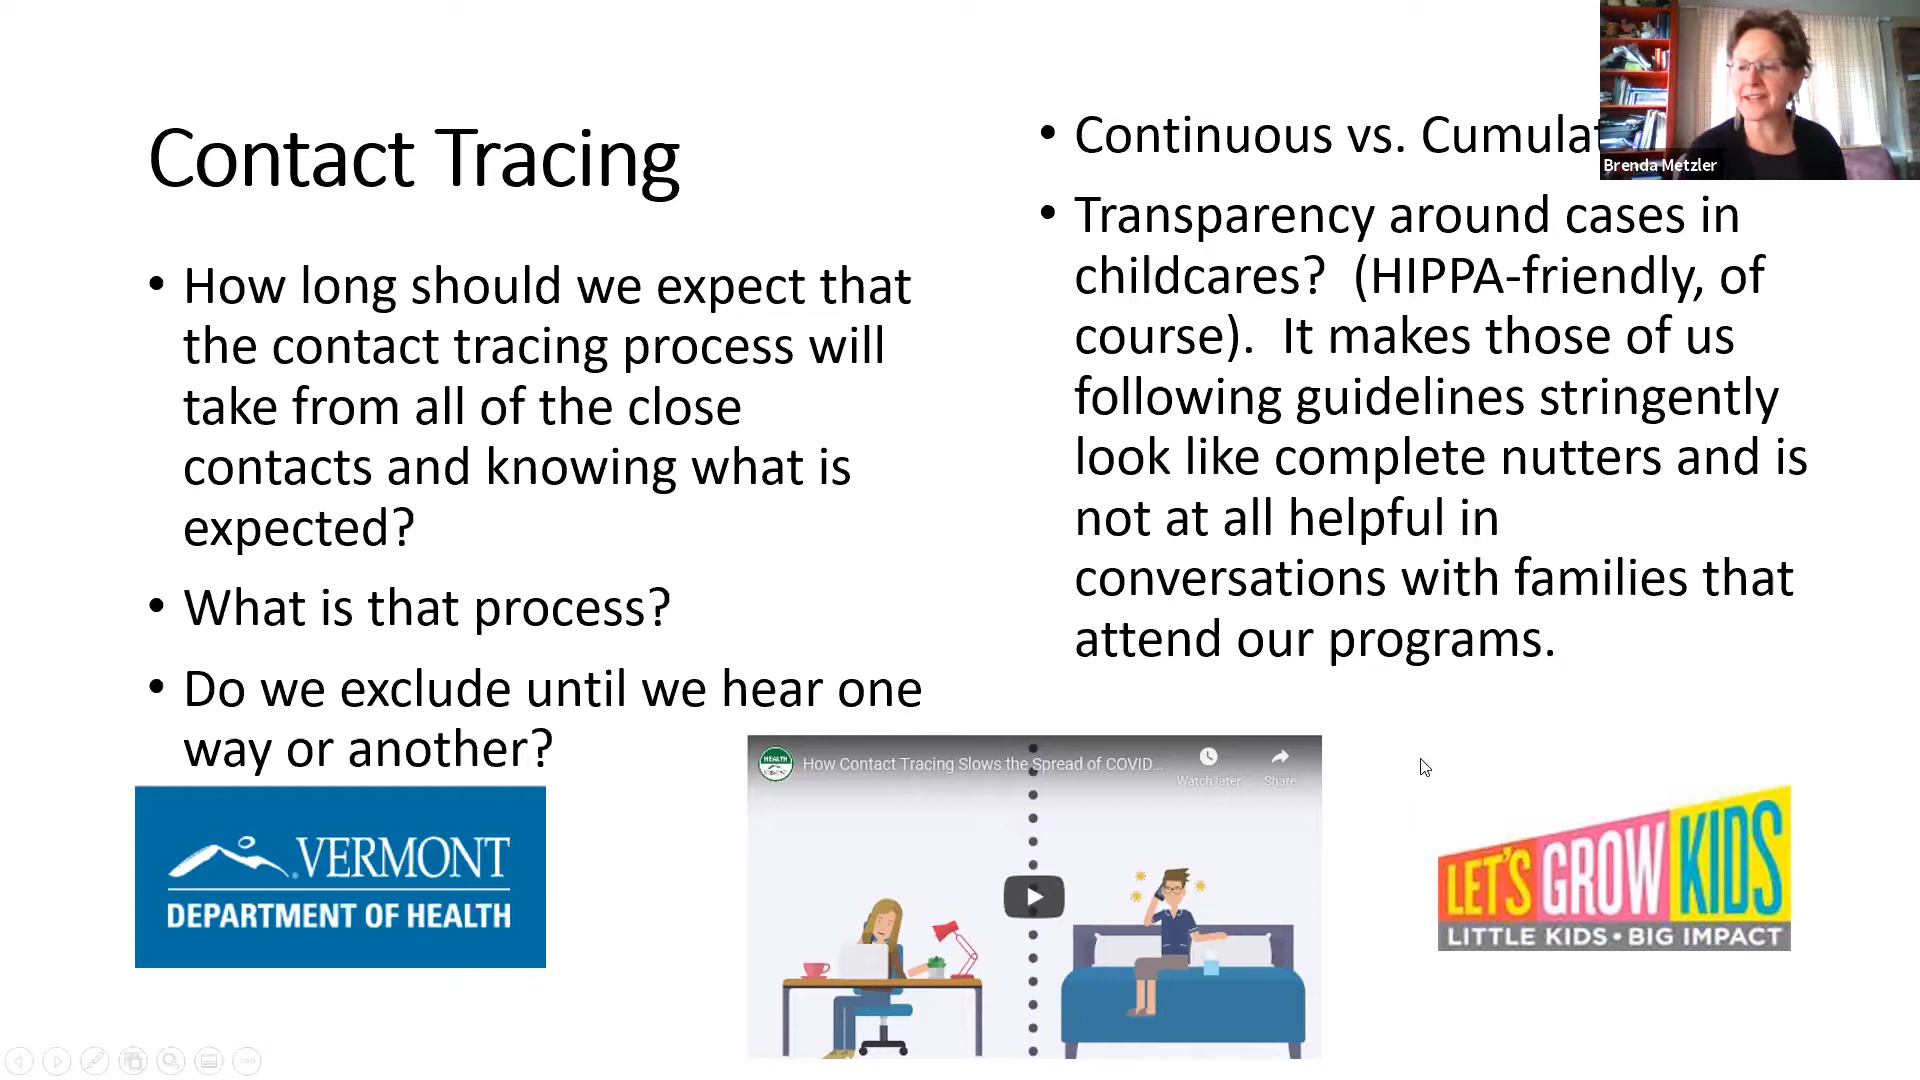 Contact Tracing
• How long should we expect that
the contact tracing process will
take from all of the close
contacts and knowing what is
expected?
• What is that process?
• Do we exclude until we hear one
way or another?
• Continuous vs. Cumulat
• Transparency around cases in
childcares? (HIPPA-friendly, of
course). It makes those of us
following guidelines stringently
look like complete nutters and is
not at all helpful in
conversations with families that
attend our programs.
Brenda Metzler
VERMONT
DEPARTMENT OF HEALTH
HEALTH
VERMONT
How Contact Tracing Slows the Spread of COVID...
Watch later
Share
LET'S GROW KIDS
LITTLE KIDS • BIG IMPACT